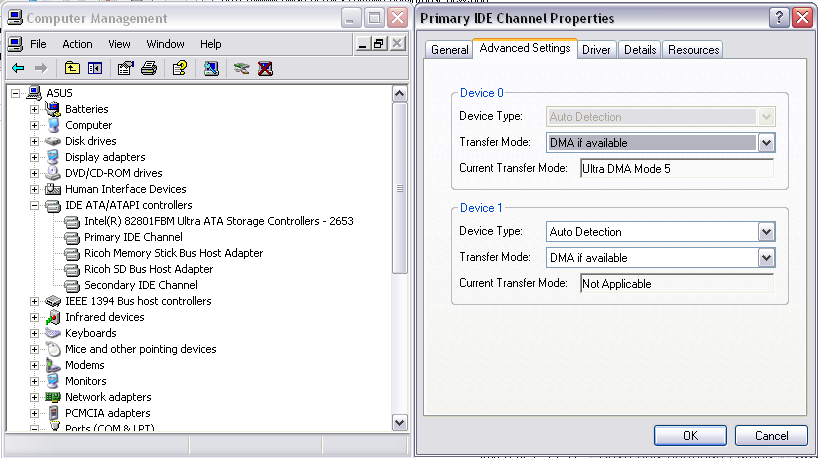 Computer Management
File Action View Window Help
ASUS
Batteries
Computer
Disk drives
Display adapters
DVD/CD-ROM drives
Human Interface Devices
IDE ATA/ATAPI controllers
Intel(R) 82801FBM Ultra ATA Storage Controllers - 2653
Primary IDE Channel
Ricoh Memory Stick Bus Host Adapter
Ricoh SD Bus Host Adapter
Secondary IDE Channel
IEEE 1394 Bus host controllers
Infrared devices
Keyboards
Mice and other pointing devices
Modems
Monitors
Network adapters
PCMCIA adapters
Ports (COM & LPT)
Primary IDE Channel Properties
General Advanced Settings Driver Details Resources
Device 0
Device Type: Auto Detection
Transfer Mode: DMA if available
Current Transfer Mode: Ultra DMA Mode 5
Device 1
Device Type: Auto Detection
Transfer Mode: DMA if available
Current Transfer Mode: Not Applicable
OK Cancel